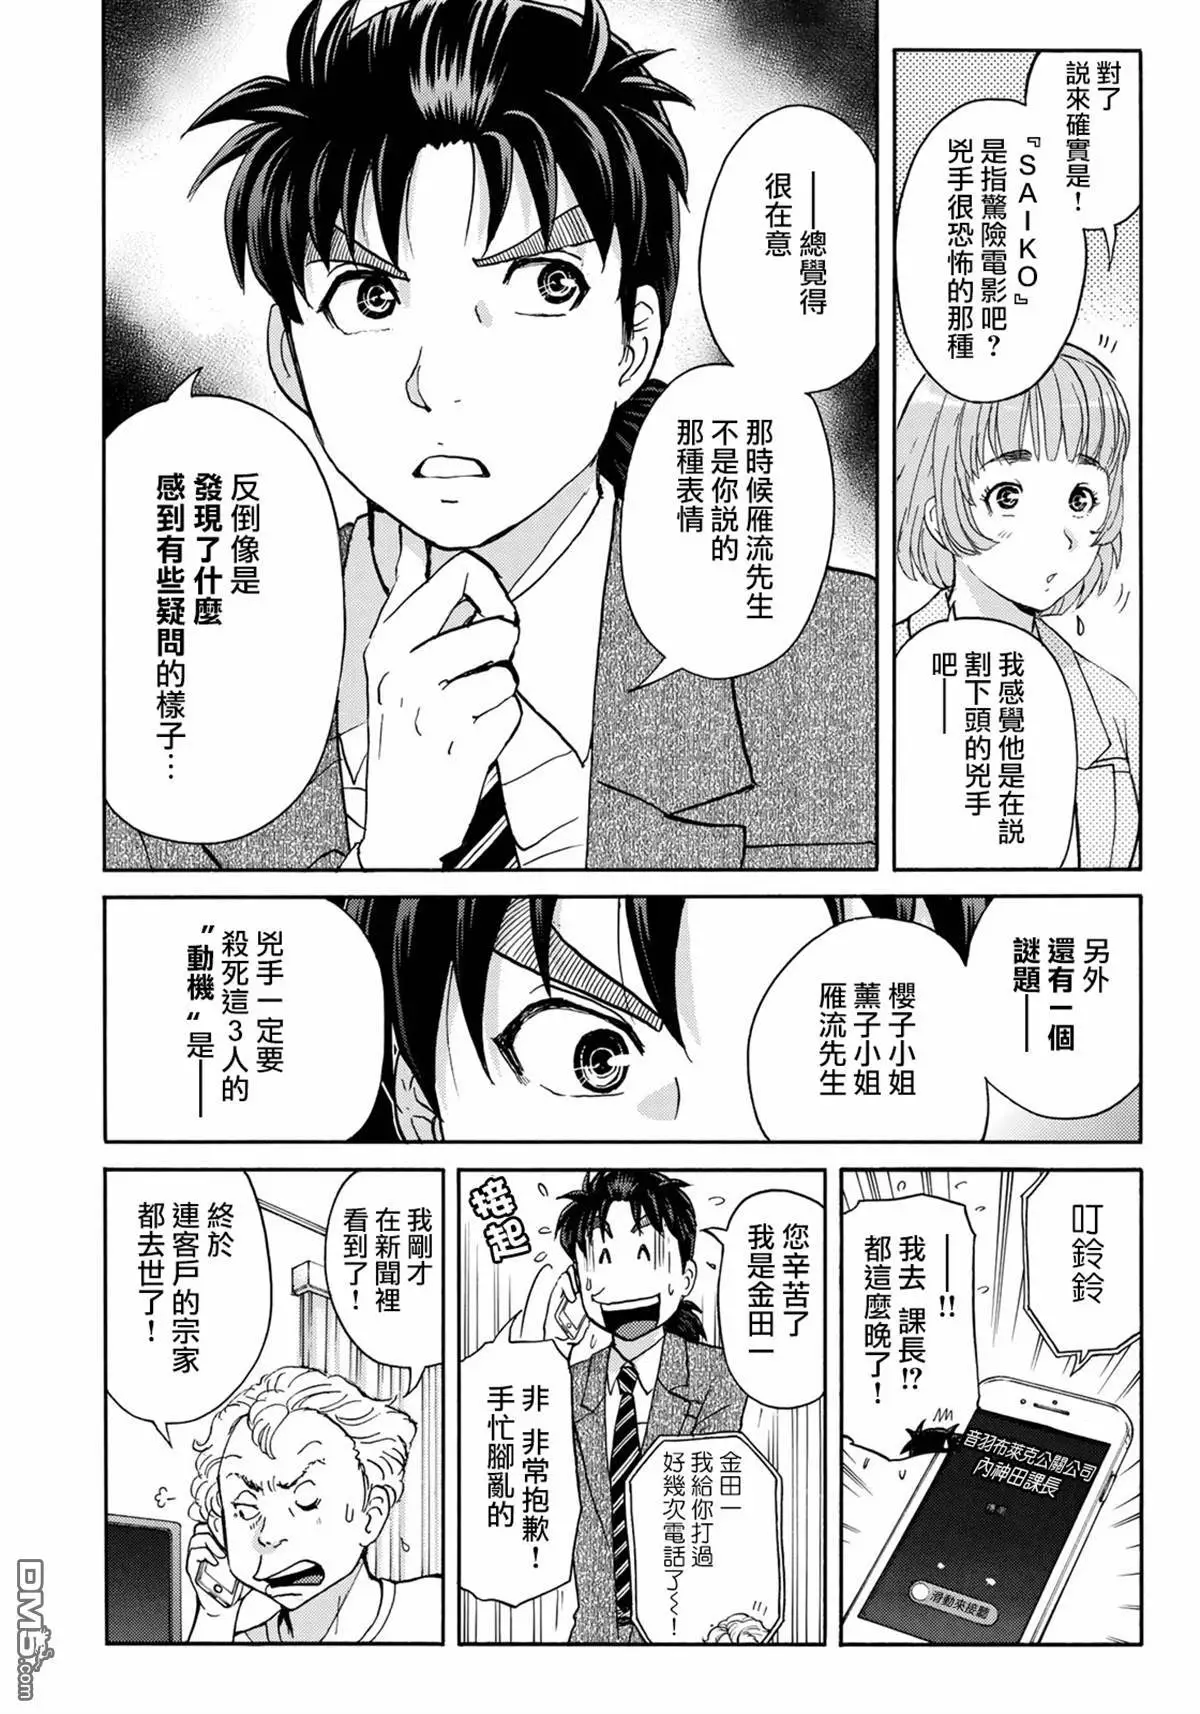 對了
說來確實是！
『SAIKO』
是指驚險電影吧？
兇手很恐怖的那種
我感覺他是在說
割下頭的兇手
吧——
——總覺得
很在意
那時候雁流先生
不是你說的
那種表情
反倒像是
發現了什麼
感到有些疑問的樣子…
另外
還有一個
謎題——
櫻子小姐
薰子小姐
雁流先生
兇手一定要
殺死這3人的
〝動機〞是——
叮鈴鈴
——!!
我去 課長!?
都這麼晚了！
音羽布萊克公關公司
內神田課長
滑動來接聽
您辛苦了
我是金田一
接起
金田一
我給你打過
好幾次電話了～！
非 非常抱歉！
手忙腳亂的
我剛才
在新聞裡
看到了！
終於
連客戶的宗家
都去世了！
DM5.com